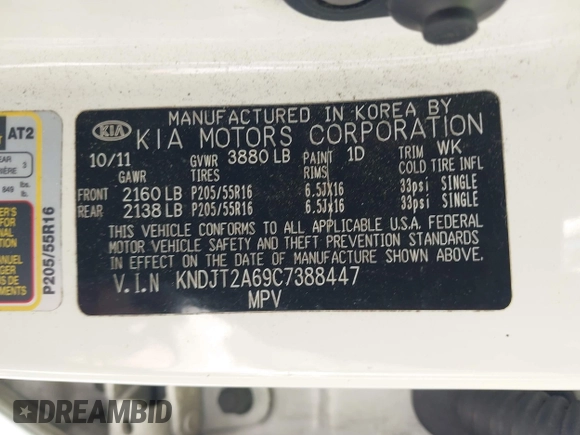 MANUFACTURED IN KOREA BY
KIA KIA MOTORS CORPORATION
10/11 GVWR 3880 LB PAINT 1D TRIM WK
GAWR TIRES RIMS COLD TIRE INFL
FRONT 2160 LB P205/55R16 6.5JX16 33psi SINGLE
REAR 2138 LB P205/55R16 6.5JX16 33psi SINGLE
THIS VEHICLE CONFORMS TO ALL APPLICABLE U.S.A. FEDERAL
MOTOR VEHICLE SAFETY AND THEFT PREVENTION STANDARDS
IN EFFECT ON THE DATE OF MANUFACTURE SHOWN ABOVE.
V.I.N KNDJT2A69C7388447
MPV
AT2
3
849
P205/55R16
DREAMBID